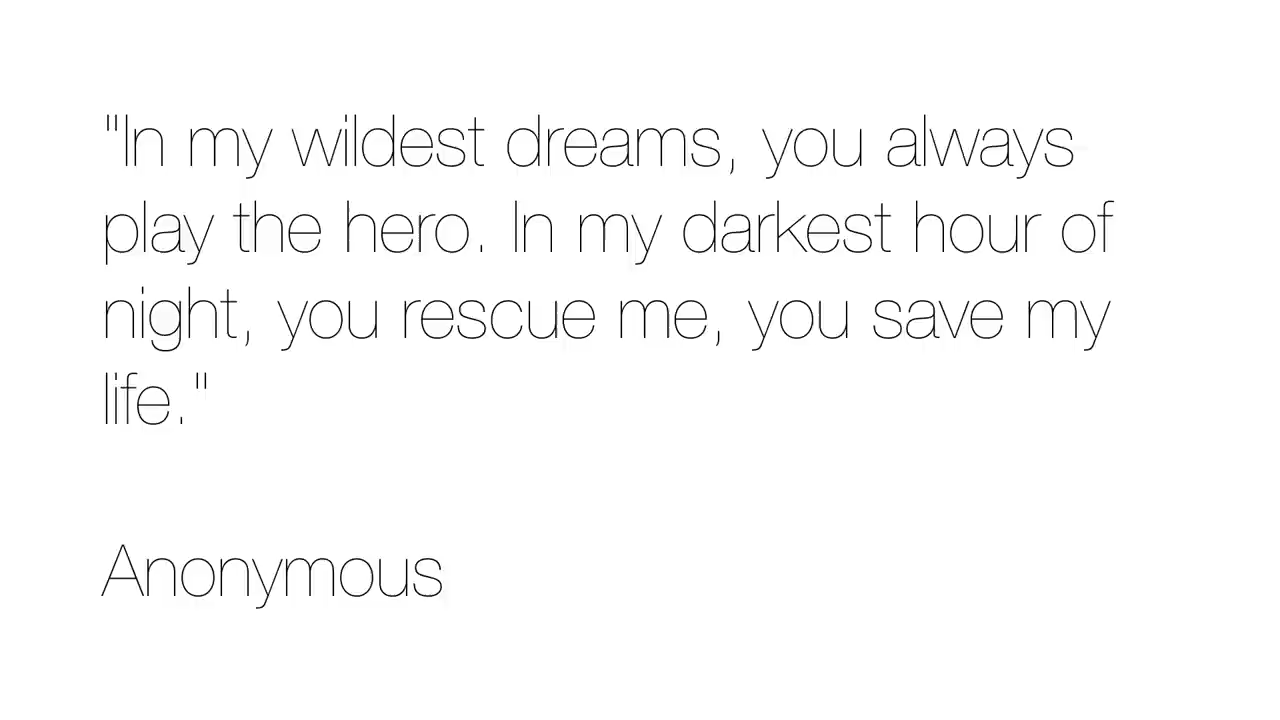 "In my wildest dreams, you always
play the hero. In my darkest hour of
night, you rescue me, you save my
life."
Anonymous